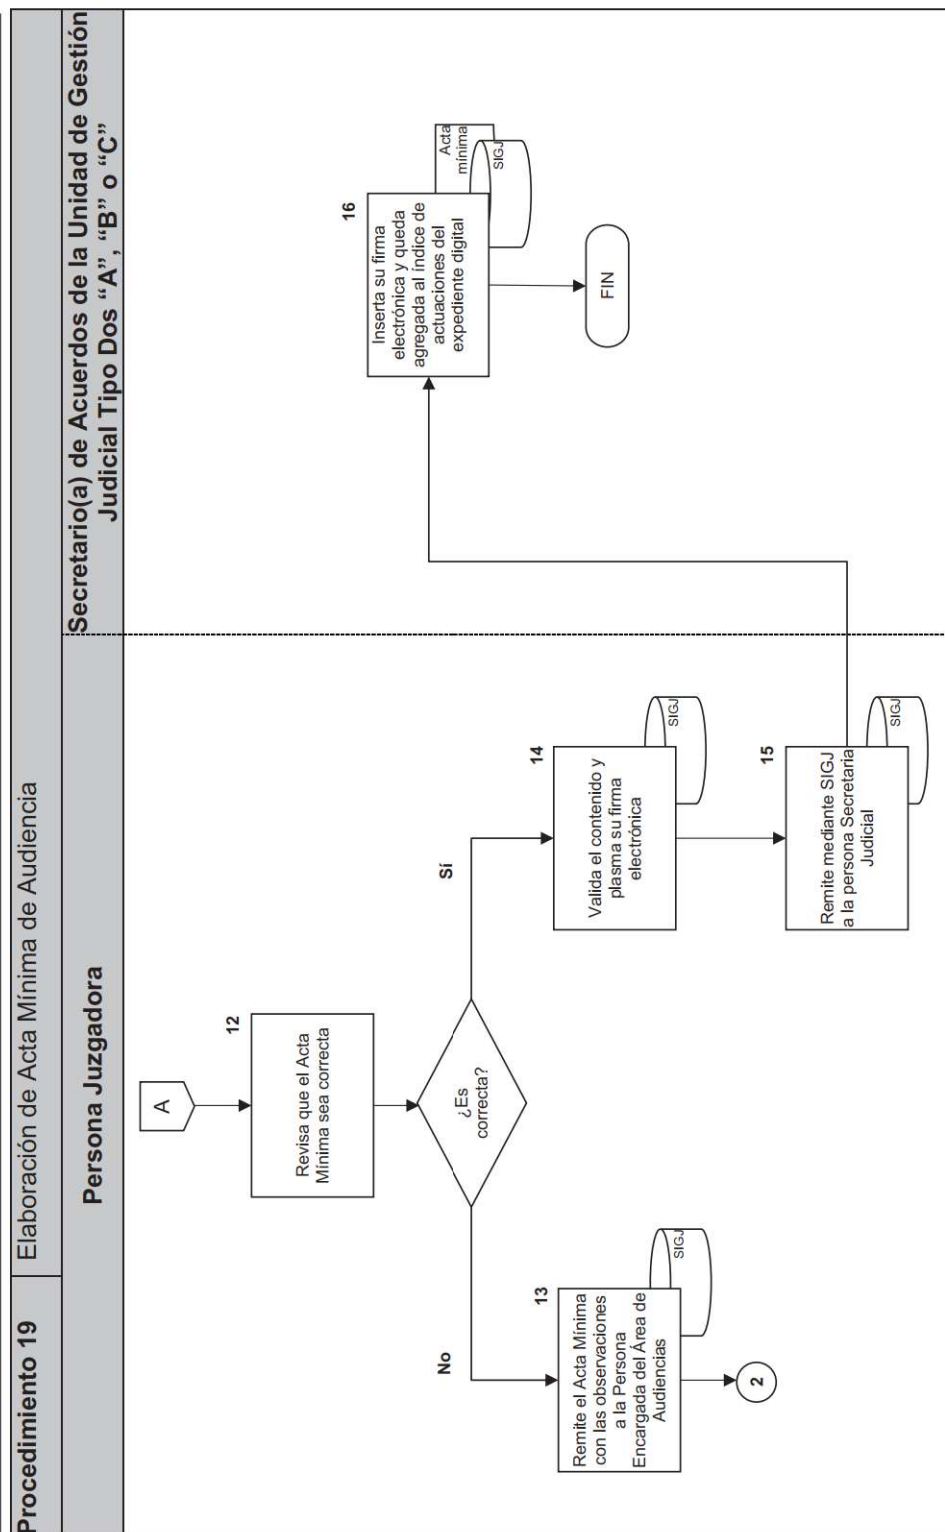 Procedimiento 19
Elaboración de Acta Mínima de Audiencia
Persona Juzgadora
Secretario(a) de Acuerdos de la Unidad de Gestión
Judicial Tipo Dos “A”, “B” o “C”
A
12
Revisa que el Acta
Mínima sea correcta
¿Es
correcta?
No
Sí
13
Remite el Acta Mínima
con las observaciones
a la Persona
Encargada del Área de
Audiencias
SIGJ
2
14
Valida el contenido y
plasma su firma
electrónica
SIGJ
15
Remite mediante SIGJ
a la persona Secretaria
Judicial
SIGJ
16
Inserta su firma
electrónica y queda
agregada al índice de
actuaciones del
expediente digital
Acta
mínima
SIGJ
FIN